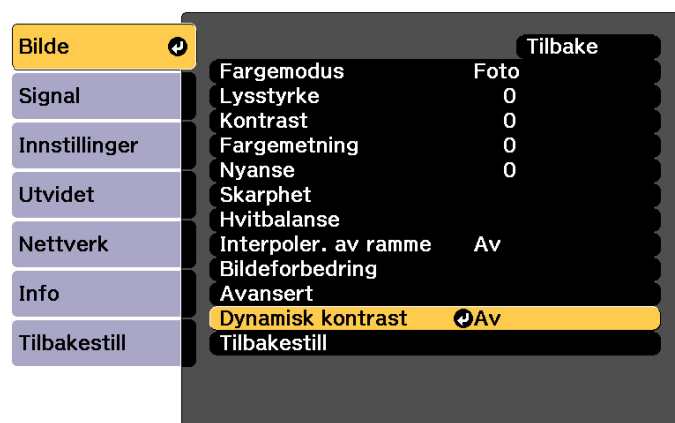 Bilde
Signal
Innstillinger
Utvidet
Nettverk
Info
Tilbakestill
Tilbake
Fargemodus Foto
Lysstyrke 0
Kontrast 0
Fargemetning 0
Nyanse 0
Skarphet
Hvitbalanse
Interpoler. av ramme Av
Bildeforbedring
Avansert
Dynamisk kontrast Av
Tilbakestill